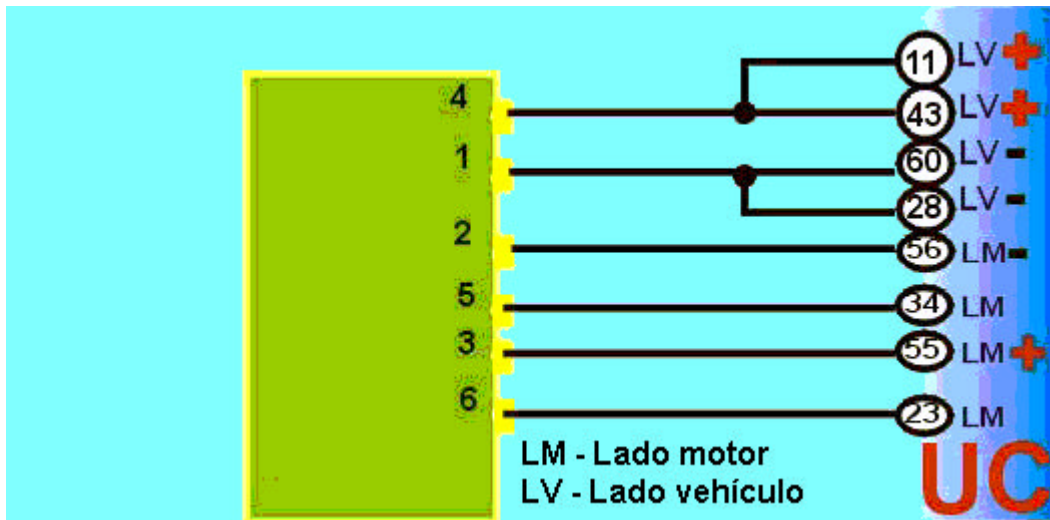 4 11 LV +
43 LV +
1 60 LV -
28 LV -
2 56 LM -
5 34 LM
3 55 LM +
6 23 LM
LM - Lado motor
LV - Lado vehículo
UC